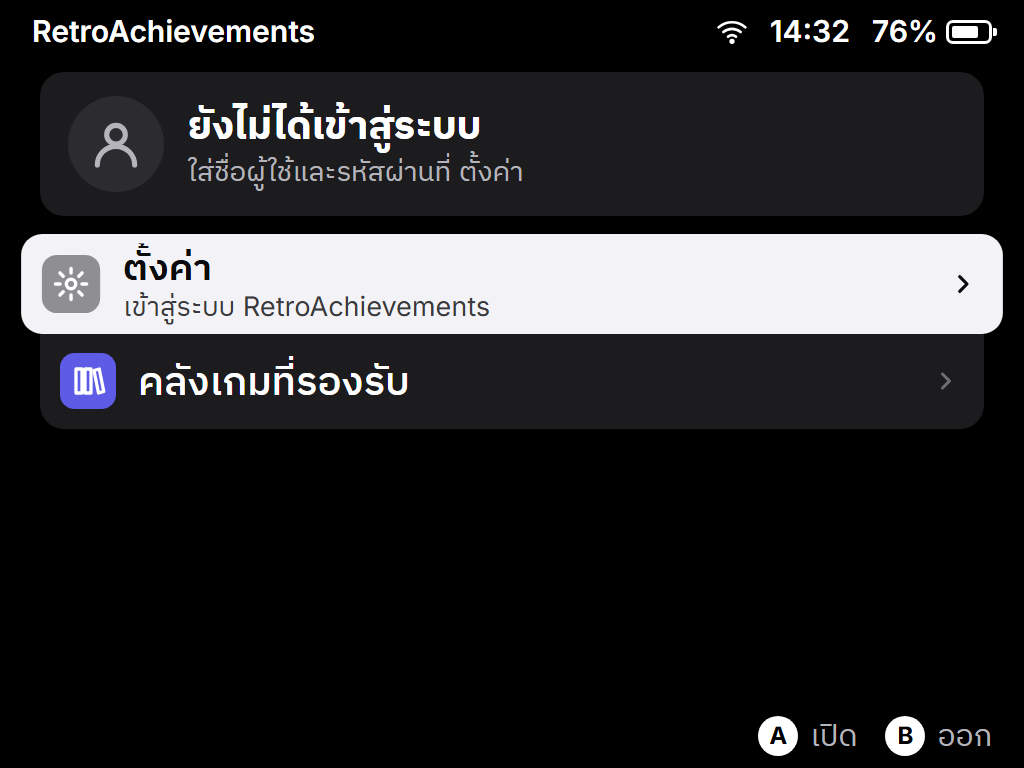 RetroAchievements
14:32 76%
ยังไม่ได้เข้าสู่ระบบ
ใส่ชื่อผู้ใช้และรหัสผ่านที่ ตั้งค่า
ตั้งค่า
เข้าสู่ระบบ RetroAchievements
คลังเกมที่รองรับ
A เปิด B ออก